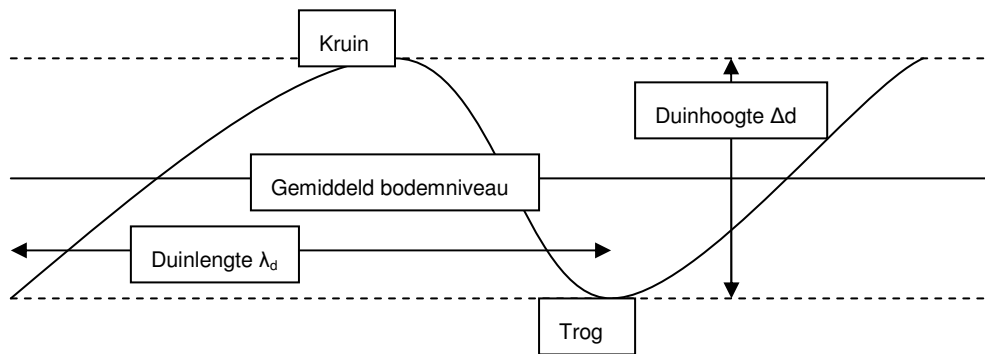 Kruin
Duinhoogte Δd
Gemiddeld bodemniveau
Duinlengte λd
Trog